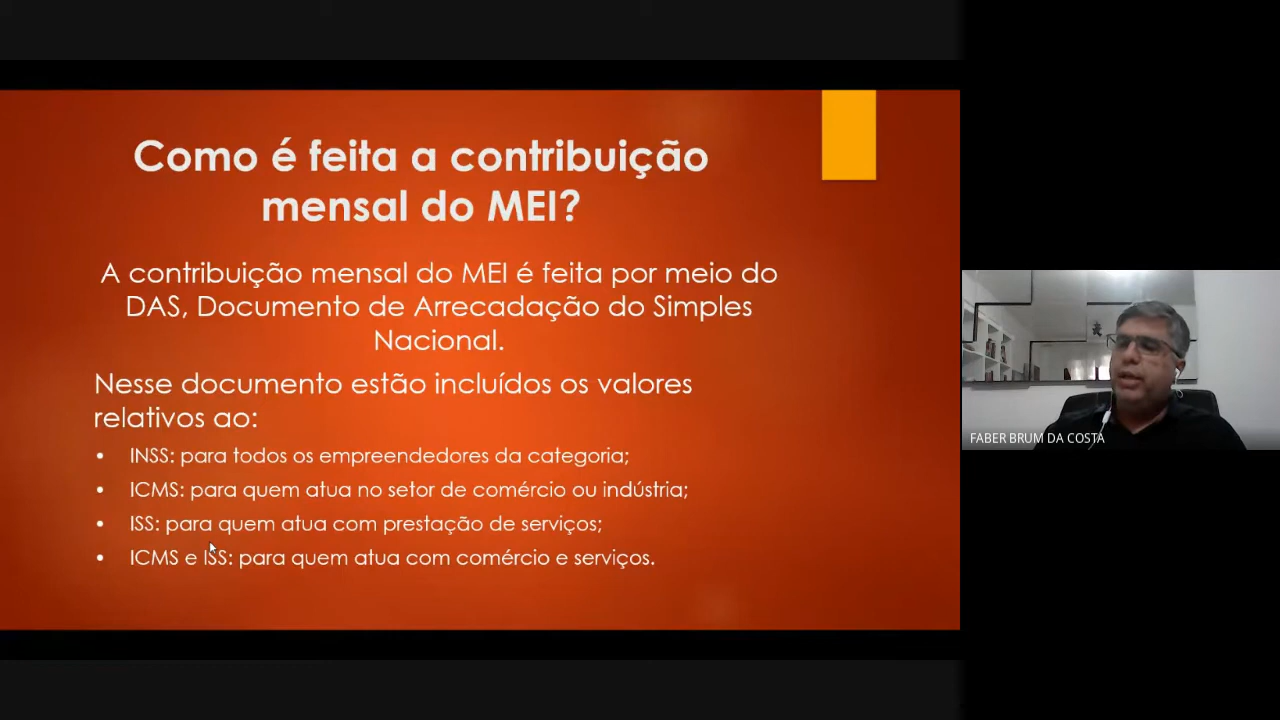 Como é feita a contribuição
mensal do MEI?
A contribuição mensal do MEI é feita por meio do
DAS, Documento de Arrecadação do Simples
Nacional.
Nesse documento estão incluídos os valores
relativos ao:
• INSS: para todos os empreendedores da categoria;
• ICMS: para quem atua no setor de comércio ou indústria;
• ISS: para quem atua com prestação de serviços;
• ICMS e ISS: para quem atua com comércio e serviços.
FABER BRUM DA COSTA